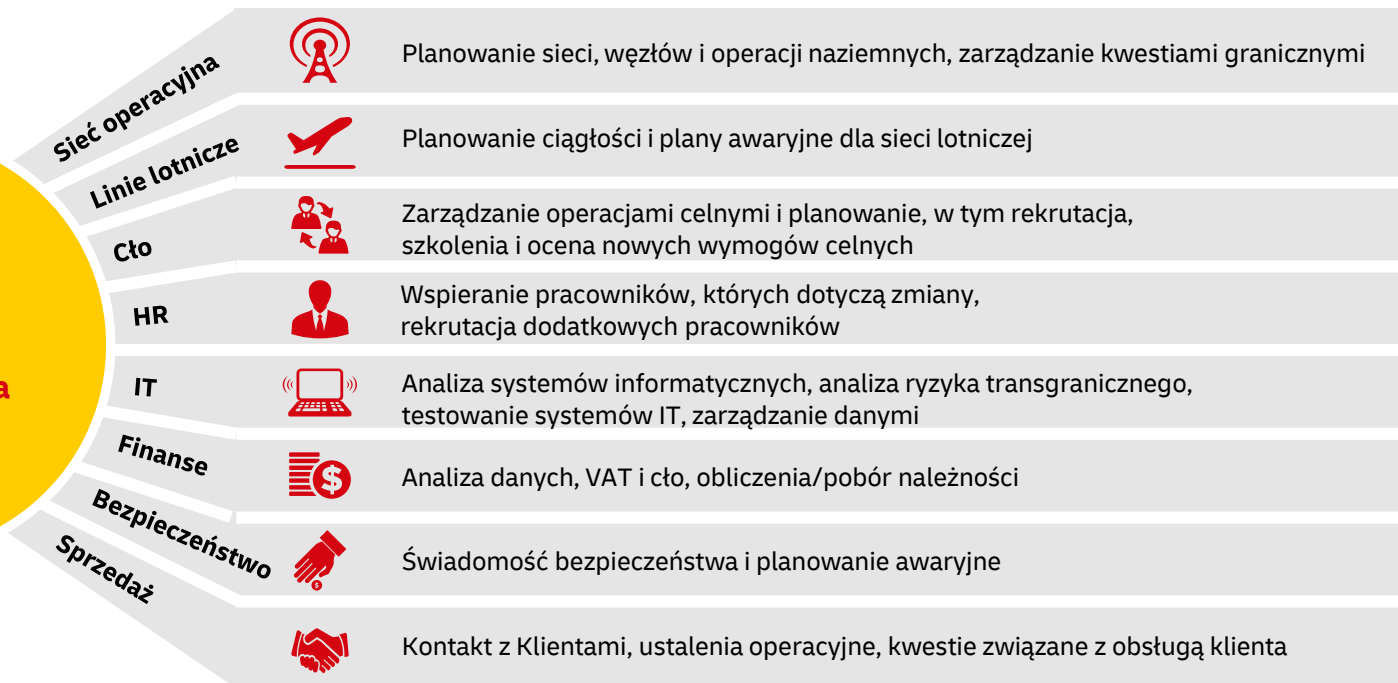 Sieć operacyjna
Planowanie sieci, węzłów i operacji naziemnych, zarządzanie kwestiami granicznymi
Linie lotnicze
Planowanie ciągłości i plany awaryjne dla sieci lotniczej
Cło
Zarządzanie operacjami celnymi i planowanie, w tym rekrutacja,
szkolenia i ocena nowych wymogów celnych
HR
Wspieranie pracowników, których dotyczą zmiany,
rekrutacja dodatkowych pracowników
IT
Analiza systemów informatycznych, analiza ryzyka transgranicznego,
testowanie systemów IT, zarządzanie danymi
Finanse
Analiza danych, VAT i cło, obliczenia/pobór należności
Bezpieczeństwo
Świadomość bezpieczeństwa i planowanie awaryjne
Sprzedaż
Kontakt z Klientami, ustalenia operacyjne, kwestie związane z obsługą klienta